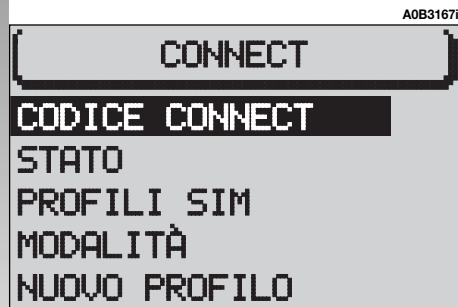 A0B3167i
CONNECT
CODICE CONNECT
STATO
PROFILI SIM
MODALITÀ
NUOVO PROFILO